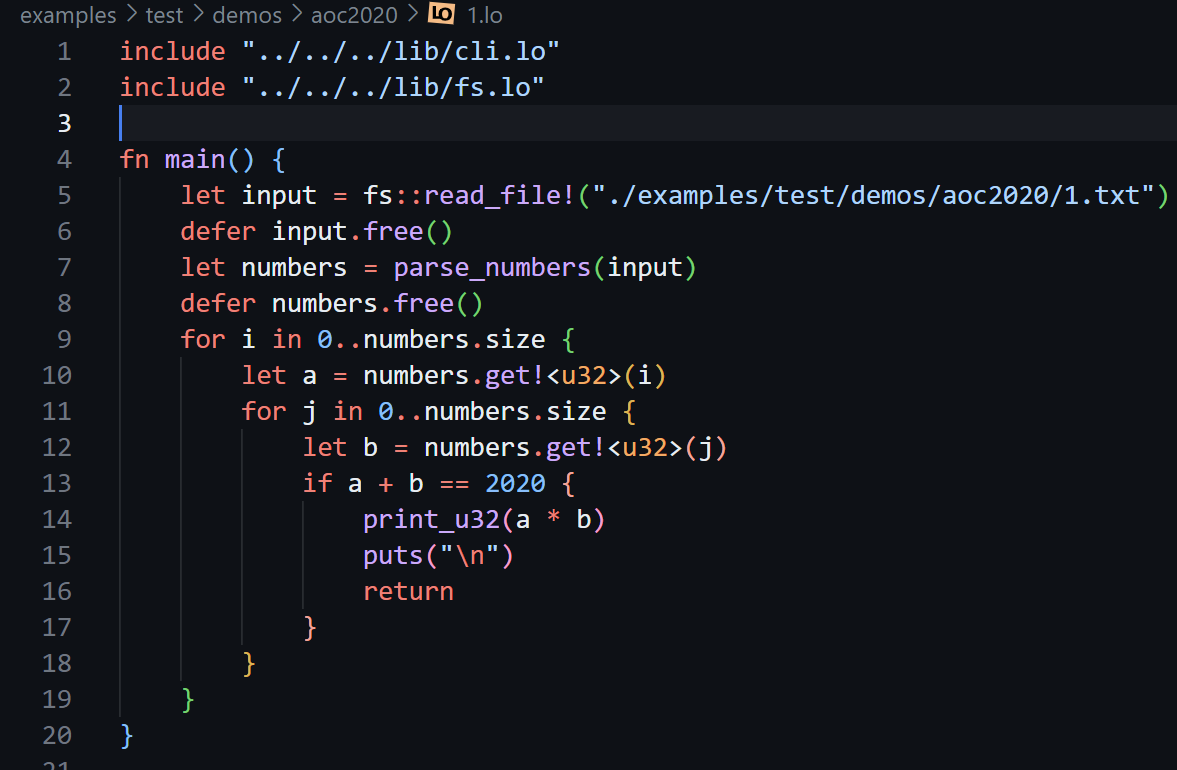 examples > test > demos > aoc2020 > LO 1.lo
1 include "../../../lib/cli.lo"
2 include "../../../lib/fs.lo"
3
4 fn main() {
5     let input = fs::read_file!("./examples/test/demos/aoc2020/1.txt")
6     defer input.free()
7     let numbers = parse_numbers(input)
8     defer numbers.free()
9     for i in 0..numbers.size {
10         let a = numbers.get!<u32>(i)
11         for j in 0..numbers.size {
12             let b = numbers.get!<u32>(j)
13             if a + b == 2020 {
14                 print_u32(a * b)
15                 puts("\n")
16                 return
17             }
18         }
19     }
20 }
21